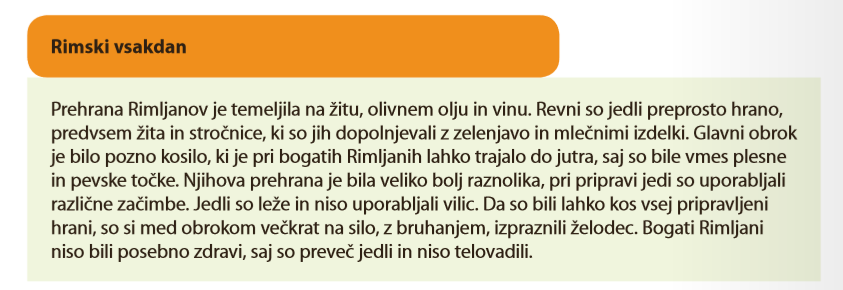 Rimski vsakdan
Prehrana Rimljanov je temeljila na žitu, olivnem olju in vinu. Revni so jedli preprosto hrano,
predvsem žita in stročnice, ki so jih dopolnjevali z zelenjavo in mlečnimi izdelki. Glavni obrok
je bilo pozno kosilo, ki je pri bogatih Rimljanih lahko trajalo do jutra, saj so bile vmes plesne
in pevske točke. Njihova prehrana je bila veliko bolj raznolika, pri pripravi jedi so uporabljali
različne začimbe. Jedli so leže in niso uporabljali vilic. Da so bili lahko kos vsej pripravljeni
hrani, so si med obrokom večkrat na silo, z bruhanjem, izpraznili želodec. Bogati Rimljani
niso bili posebno zdravi, saj so preveč jedli in niso telovadili.